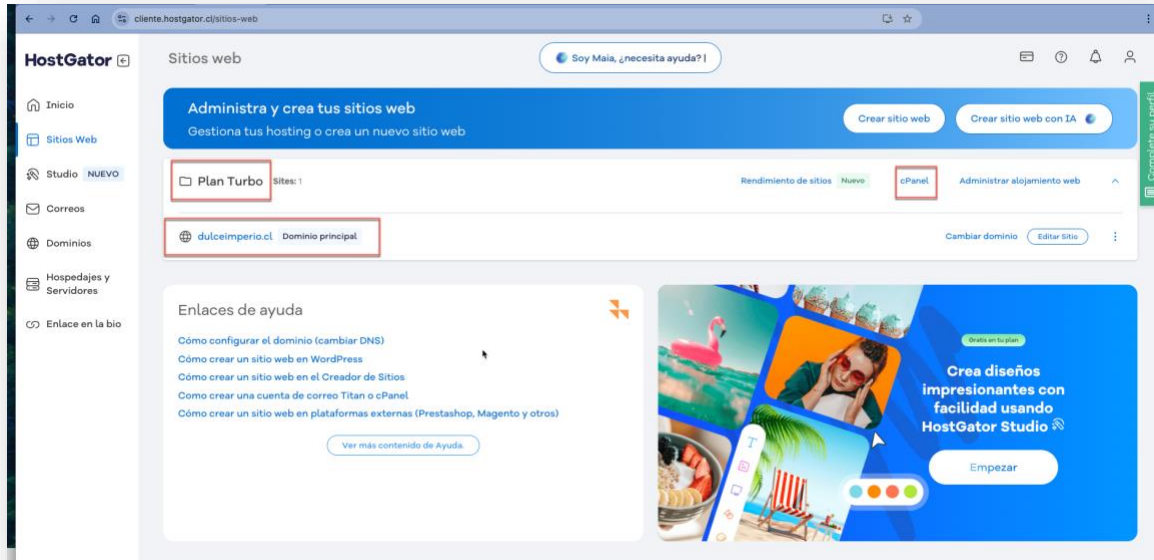 cliente.hostgator.cl/sitios-web
HostGator
Sitios web
Soy Maia, ¿necesita ayuda? |
Inicio
Sitios Web
Studio NUEVO
Correos
Dominios
Hospedajes y
Servidores
Enlace en la bio
Administra y crea tus sitios web
Gestiona tus hosting o crea un nuevo sitio web
Crear sitio web
Crear sitio web con IA
Complete su perfil
Plan Turbo Sites: 1
Rendimiento de sitios Nuevo
cPanel
Administrar alojamiento web
dulceimperio.cl Dominio principal
Cambiar dominio
Editar Sitio
Enlaces de ayuda
Cómo configurar el dominio (cambiar DNS)
Cómo crear un sitio web en WordPress
Cómo crear un sitio web en el Creador de Sitios
Como crear una cuenta de correo Titan o cPanel
Cómo crear un sitio web en plataformas externas (Prestashop, Magento y otros)
Ver más contenido de Ayuda.
Gratis en tu plan
Crea diseños
impresionantes con
facilidad usando
HostGator Studio
Empezar
T